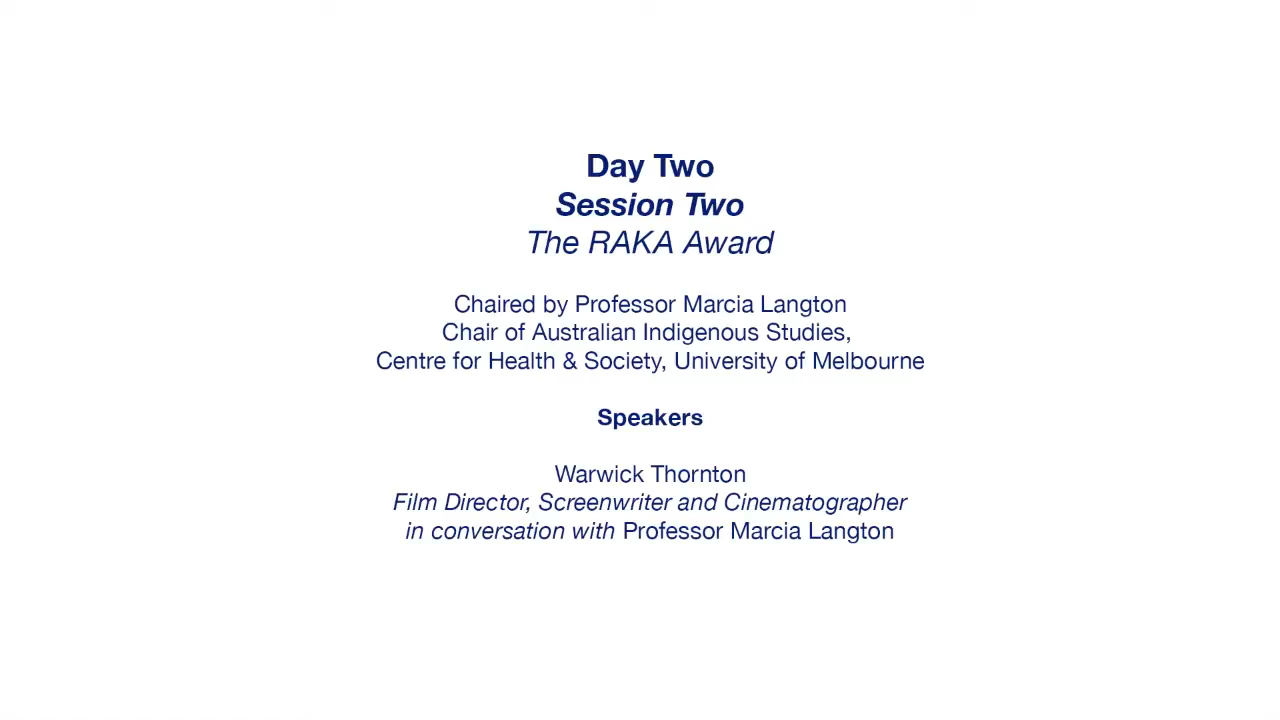 Day Two
Session Two
The RAKA Award
Chaired by Professor Marcia Langton
Chair of Australian Indigenous Studies,
Centre for Health & Society, University of Melbourne
Speakers
Warwick Thornton
Film Director, Screenwriter and Cinematographer
in conversation with Professor Marcia Langton